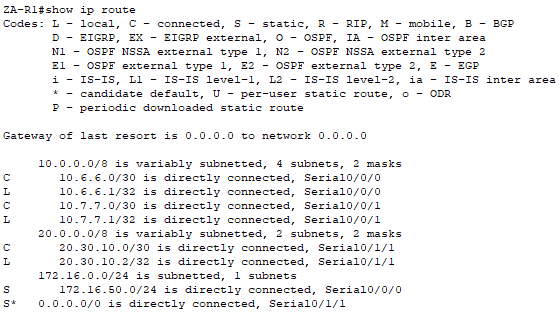 ZA-R1#show ip route
Codes: L - local, C - connected, S - static, R - RIP, M - mobile, B - BGP
D - EIGRP, EX - EIGRP external, O - OSPF, IA - OSPF inter area
N1 - OSPF NSSA external type 1, N2 - OSPF NSSA external type 2
E1 - OSPF external type 1, E2 - OSPF external type 2, E - EGP
i - IS-IS, L1 - IS-IS level-1, L2 - IS-IS level-2, ia - IS-IS inter area
* - candidate default, U - per-user static route, o - ODR
P - periodic downloaded static route
Gateway of last resort is 0.0.0.0 to network 0.0.0.0
10.0.0.0/8 is variably subnetted, 4 subnets, 2 masks
C 10.6.6.0/30 is directly connected, Serial0/0/0
L 10.6.6.1/32 is directly connected, Serial0/0/0
C 10.7.7.0/30 is directly connected, Serial0/0/1
L 10.7.7.1/32 is directly connected, Serial0/0/1
20.0.0.0/8 is variably subnetted, 2 subnets, 2 masks
C 20.30.10.0/30 is directly connected, Serial0/1/1
L 20.30.10.2/32 is directly connected, Serial0/1/1
172.16.0.0/24 is subnetted, 1 subnets
S 172.16.50.0/24 is directly connected, Serial0/0/0
S* 0.0.0.0/0 is directly connected, Serial0/1/1